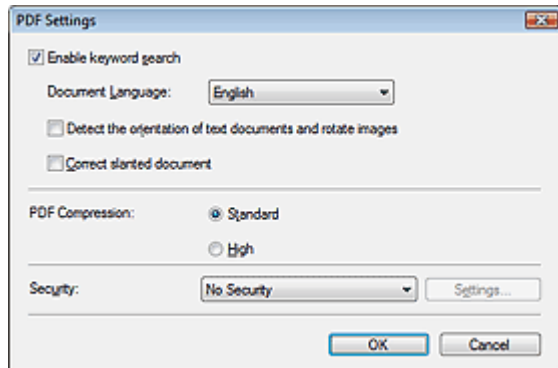 PDF Settings
Enable keyword search
Document Language: English
Detect the orientation of text documents and rotate images
Correct slanted document
PDF Compression: Standard
High
Security: No Security Settings...
OK Cancel